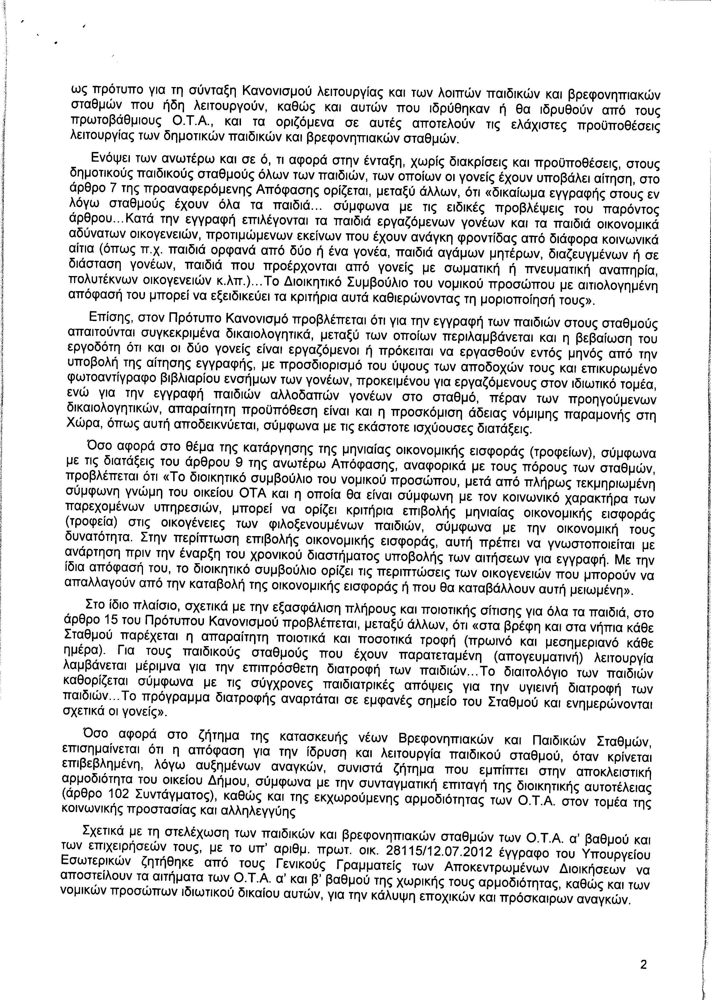 ως πρότυπο για τη σύνταξη Κανονισμού λειτουργίας και των λοιπών παιδικών και βρεφονηπιακών
σταθμών που ήδη λειτουργούν, καθώς και αυτών που ιδρύθηκαν ή θα ιδρυθούν από τους
πρωτοβάθμιους Ο.Τ.Α., και τα οριζόμενα σε αυτές αποτελούν τις ελάχιστες προϋποθέσεις
λειτουργίας των δημοτικών παιδικών και βρεφονηπιακών σταθμών.
Ενόψει των ανωτέρω και σε ό, τι αφορά στην ένταξη, χωρίς διακρίσεις και προϋποθέσεις, στους
δημοτικούς παιδικούς σταθμούς όλων των παιδιών, των οποίων οι γονείς έχουν υποβάλει αίτηση, στο
άρθρο 7 της προαναφερόμενης Απόφασης ορίζεται, μεταξύ άλλων, ότι «δικαίωμα εγγραφής στους εν
λόγω σταθμούς έχουν όλα τα παιδιά... σύμφωνα με τις ειδικές προβλέψεις του παρόντος
άρθρου...Κατά την εγγραφή επιλέγονται τα παιδιά εργαζόμενων γονέων και τα παιδιά οικονομικά
αδύνατων οικογενειών, προτιμώμενων εκείνων που έχουν ανάγκη φροντίδας από διάφορα κοινωνικά
αίτια (όπως π.χ. παιδιά ορφανά από δύο ή ένα γονέα, παιδιά αγάμων μητέρων, διαζευγμένων ή σε
διάσταση γονέων, παιδιά που προέρχονται από γονείς με σωματική ή πνευματική αναπηρία,
πολυτέκνων οικογενειών κ.λπ.)...Το Διοικητικό Συμβούλιο του νομικού προσώπου με αιτιολογημένη
απόφασή του μπορεί να εξειδικεύει τα κριτήρια αυτά καθιερώνοντας τη μοριοποίησή τους».
Επίσης, στον Πρότυπο Κανονισμό προβλέπεται ότι για την εγγραφή των παιδιών στους σταθμούς
απαιτούνται συγκεκριμένα δικαιολογητικά, μεταξύ των οποίων περιλαμβάνεται και η βεβαίωση του
εργοδότη ότι και οι δύο γονείς είναι εργαζόμενοι ή πρόκειται να εργασθούν εντός μηνός από την
υποβολή της αίτησης εγγραφής, με προσδιορισμό του ύψους των αποδοχών τους και επικυρωμένο
φωτοαντίγραφο βιβλιαρίου ενσήμων των γονέων, προκειμένου για εργαζόμενους στον ιδιωτικό τομέα,
ενώ για την εγγραφή παιδιών αλλοδαπών γονέων στο σταθμό, πέραν των προηγούμενων
δικαιολογητικών, απαραίτητη προϋπόθεση είναι και η προσκόμιση άδειας νόμιμης παραμονής στη
Χώρα, όπως αυτή αποδεικνύεται, σύμφωνα με τις εκάστοτε ισχύουσες διατάξεις.
Όσο αφορά στο θέμα της κατάργησης της μηνιαίας οικονομικής εισφοράς (τροφείων), σύμφωνα
με τις διατάξεις του άρθρου 9 της ανωτέρω Απόφασης, αναφορικά με τους πόρους των σταθμών,
προβλέπεται ότι «Το διοικητικό συμβούλιο του νομικού προσώπου, μετά από πλήρως τεκμηριωμένη
σύμφωνη γνώμη του οικείου ΟΤΑ και η οποία θα είναι σύμφωνη με τον κοινωνικό χαρακτήρα των
παρεχομένων υπηρεσιών, μπορεί να ορίζει κριτήρια επιβολής μηνιαίας οικονομικής εισφοράς
(τροφεία) στις οικογένειες των φιλοξενουμένων παιδιών, σύμφωνα με την οικονομική τους
δυνατότητα. Στην περίπτωση επιβολής οικονομικής εισφοράς, αυτή πρέπει να γνωστοποιείται με
ανάρτηση πριν την έναρξη του χρονικού διαστήματος υποβολής των αιτήσεων για εγγραφή. Με την
ίδια απόφασή του, το διοικητικό συμβούλιο ορίζει τις περιπτώσεις των οικογενειών που μπορούν να
απαλλαγούν από την καταβολή της οικονομικής εισφοράς ή που θα καταβάλλουν αυτή μειωμένη».
Στο ίδιο πλαίσιο, σχετικά με την εξασφάλιση πλήρους και ποιοτικής σίτισης για όλα τα παιδιά, στο
άρθρο 15 του Πρότυπου Κανονισμού προβλέπεται, μεταξύ άλλων, ότι «στα βρέφη και στα νήπια κάθε
Σταθμού παρέχεται η απαραίτητη ποιοτικά και ποσοτικά τροφή (πρωινό και μεσημεριανό κάθε
ημέρα). Για τους παιδικούς σταθμούς που έχουν παρατεταμένη (απογευματινή) λειτουργία
λαμβάνεται μέριμνα για την επιπρόσθετη διατροφή των παιδιών...Το διαιτολόγιο των παιδιών
καθορίζεται σύμφωνα με τις σύγχρονες παιδιατρικές απόψεις για την υγιεινή διατροφή των
παιδιών...Το πρόγραμμα διατροφής αναρτάται σε εμφανές σημείο του Σταθμού και ενημερώνονται
σχετικά οι γονείς».
Όσο αφορά στο ζήτημα της κατασκευής νέων Βρεφονηπιακών και Παιδικών Σταθμών,
επισημαίνεται ότι η απόφαση για την ίδρυση και λειτουργία παιδικού σταθμού, όταν κρίνεται
επιβεβλημένη, λόγω αυξημένων αναγκών, συνιστά ζήτημα που εμπίπτει στην αποκλειστική
αρμοδιότητα του οικείου Δήμου, σύμφωνα με την συνταγματική επιταγή της διοικητικής αυτοτέλειας
(άρθρο 102 Συντάγματος), καθώς και της εκχωρούμενης αρμοδιότητας των Ο.Τ.Α. στον τομέα της
κοινωνικής προστασίας και αλληλεγγύης
Σχετικά με τη στελέχωση των παιδικών και βρεφονηπιακών σταθμών των Ο.Τ.Α. α' βαθμού και
των επιχειρήσεών τους, με το υπ' αριθμ. πρωτ. οικ. 28115/12.07.2012 έγγραφο του Υπουργείου
Εσωτερικών ζητήθηκε από τους Γενικούς Γραμματείς των Αποκεντρωμένων Διοικήσεων να
αποστείλουν τα αιτήματα των Ο.Τ.Α. α' και β' βαθμού της χωρικής τους αρμοδιότητας, καθώς και των
νομικών προσώπων ιδιωτικού δικαίου αυτών, για την κάλυψη εποχικών και πρόσκαιρων αναγκών.
2